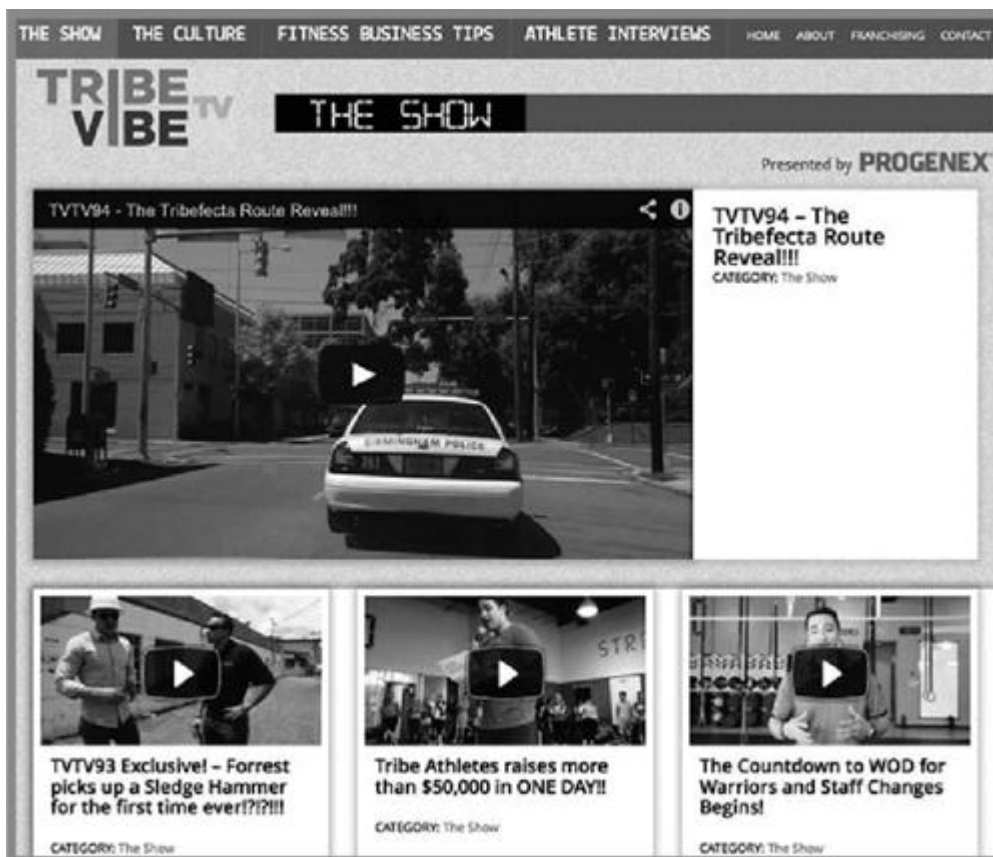 THE SHOW THE CULTURE FITNESS BUSINESS TIPS ATHLETE INTERVIEWS HOME ABOUT FRANCHISING CONTACT
TRIBE
VIBE TV
THE SHOW
Presented by PROGENEX
TVTV94 - The Tribefecta Route Reveal!!!
TVTV94 – The
Tribefecta Route
Reveal!!!
CATEGORY: The Show
BIRMINGHAM POLICE
STRE
TVTV93 Exclusive! – Forrest
picks up a Sledge Hammer
for the first time ever!?!?!!!
CATEGORY: The Show
Tribe Athletes raises more
than $50,000 in ONE DAY!!
CATEGORY: The Show
The Countdown to WOD for
Warriors and Staff Changes
Begins!
CATEGORY: The Show